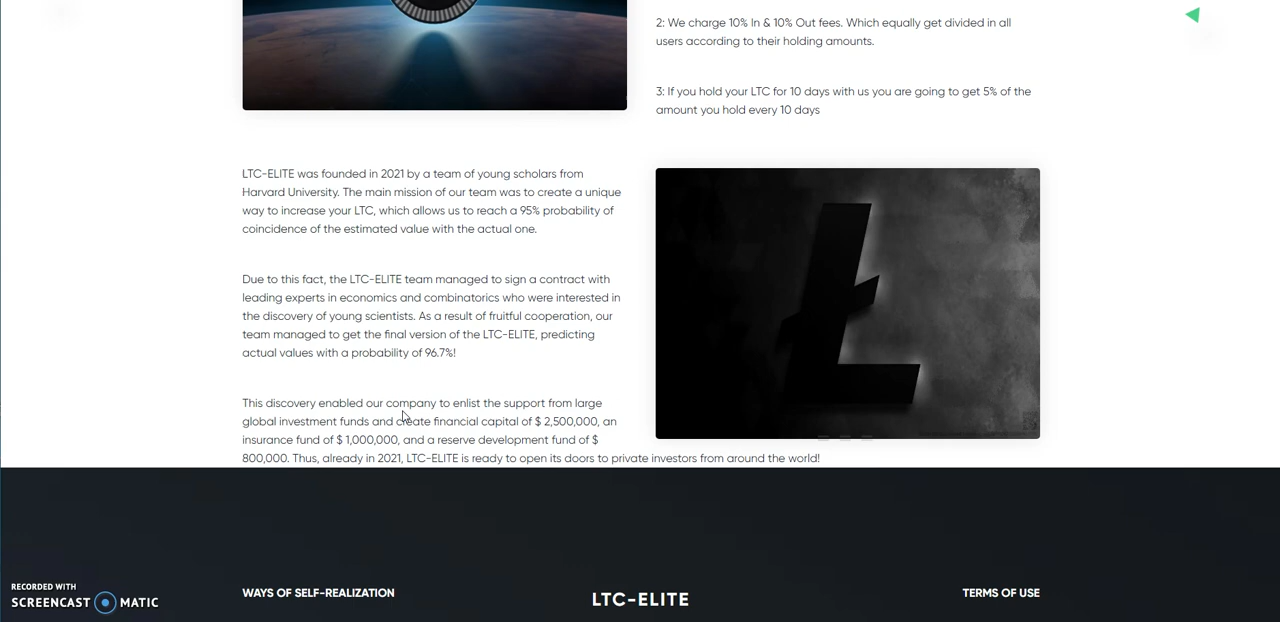 2: We charge 10% In & 10% Out fees. Which equally get divided in all
users according to their holding amounts.
3: If you hold your LTC for 10 days with us you are going to get 5% of the
amount you hold every 10 days
LTC-ELITE was founded in 2021 by a team of young scholars from
Harvard University. The main mission of our team was to create a unique
way to increase your LTC, which allows us to reach a 95% probability of
coincidence of the estimated value with the actual one.
Due to this fact, the LTC-ELITE team managed to sign a contract with
leading experts in economics and combinatorics who were interested in
the discovery of young scientists. As a result of fruitful cooperation, our
team managed to get the final version of the LTC-ELITE, predicting
actual values with a probability of 96.7%!
This discovery enabled our company to enlist the support from large
global investment funds and create financial capital of $ 2,500,000, an
insurance fund of $ 1,000,000, and a reserve development fund of $
800,000. Thus, already in 2021, LTC-ELITE is ready to open its doors to private investors from around the world!
RECORDED WITH
SCREENCAST MATIC
WAYS OF SELF-REALIZATION
LTC-ELITE
TERMS OF USE